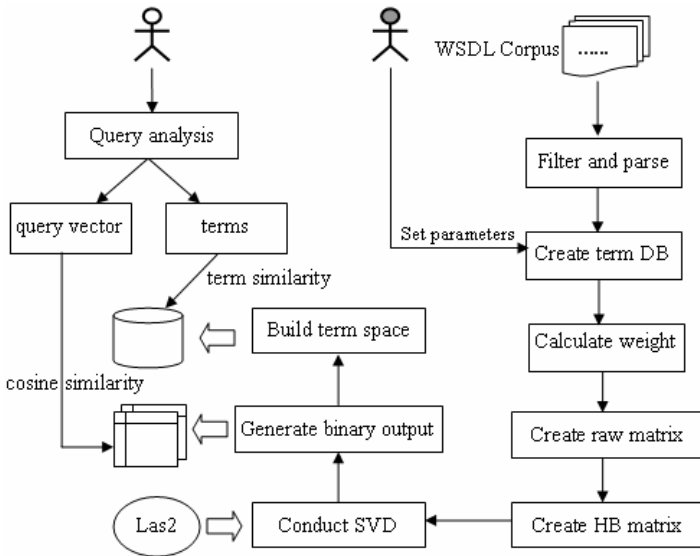 WSDL Corpus
......
Query analysis
Filter and parse
query vector
terms
Set parameters
Create term DB
term similarity
Build term space
Calculate weight
cosine similarity
Generate binary output
Create raw matrix
Las2
Conduct SVD
Create HB matrix